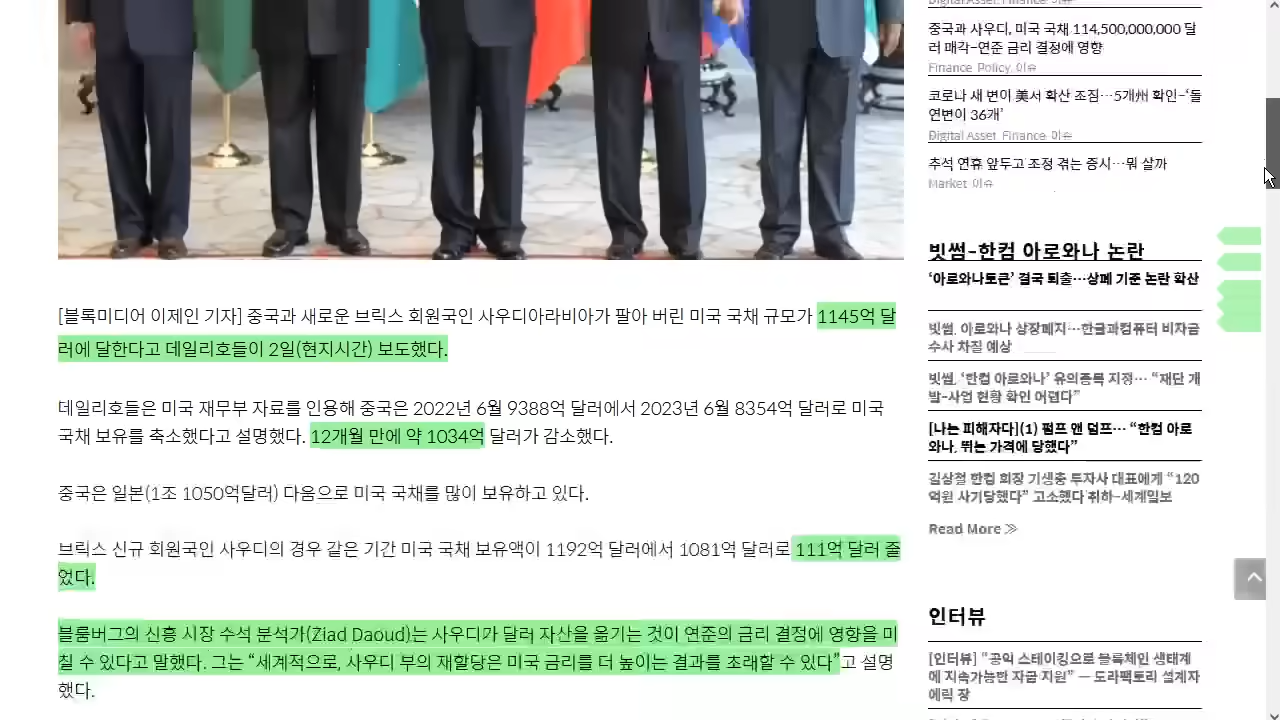 [블록미디어 이제인 기자] 중국과 새로운 브릭스 회원국인 사우디아라비아가 팔아 버린 미국 국채 규모가 1145억 달
러에 달한다고 데일리호들이 2일(현지시간) 보도했다.
데일리호들은 미국 재무부 자료를 인용해 중국은 2022년 6월 9388억 달러에서 2023년 6월 8354억 달러로 미국
국채 보유를 축소했다고 설명했다. 12개월 만에 약 1034억 달러가 감소했다.
중국은 일본(1조 1050억달러) 다음으로 미국 국채를 많이 보유하고 있다.
브릭스 신규 회원국인 사우디의 경우 같은 기간 미국 국채 보유액이 1192억 달러에서 1081억 달러로 111억 달러 줄
었다.
블룸버그의 신흥 시장 수석 분석가(Ziad Daoud)는 사우디가 달러 자산을 옮기는 것이 연준의 금리 결정에 영향을 미
칠 수 있다고 말했다. 그는 “세계적으로, 사우디 부의 재할당은 미국 금리를 더 높이는 결과를 초래할 수 있다”고 설명
했다.
Digital Asset, Finance, 이슈
중국과 사우디, 미국 국채 114,500,000,000 달
러 매각–연준 금리 결정에 영향
Finance, Policy, 이슈
코로나 새 변이 美서 확산 조짐…5개州 확인–‘돌
연변이 36개’
Digital Asset, Finance, 이슈
추석 연휴 앞두고 조정 겪는 증시…뭐 살까
Market, 이슈
빗썸–한컴 아로와나 논란
‘아로와나토큰’ 결국 퇴출…상폐 기준 논란 확산
빗썸, 아로와나 상장폐지…한글과컴퓨터 비자금
수사 차질 예상
빗썸, ‘한컴 아로와나’ 유의종목 지정… “재단 개
발–사업 현황 확인 어렵다”
[나는 피해자다](1) 펌프 앤 덤프… “한컴 아로
와나, 뛰는 가격에 당했다”
김상철 한컴 회장 기생충 투자사 대표에게 “120
억원 사기당했다” 고소했다 취하–세계일보
Read More ≫
인터뷰
[인터뷰] “공익 스테이킹으로 블록체인 생태계
에 지속가능한 자금 지원” — 도라팩토리 설계자
에릭 장